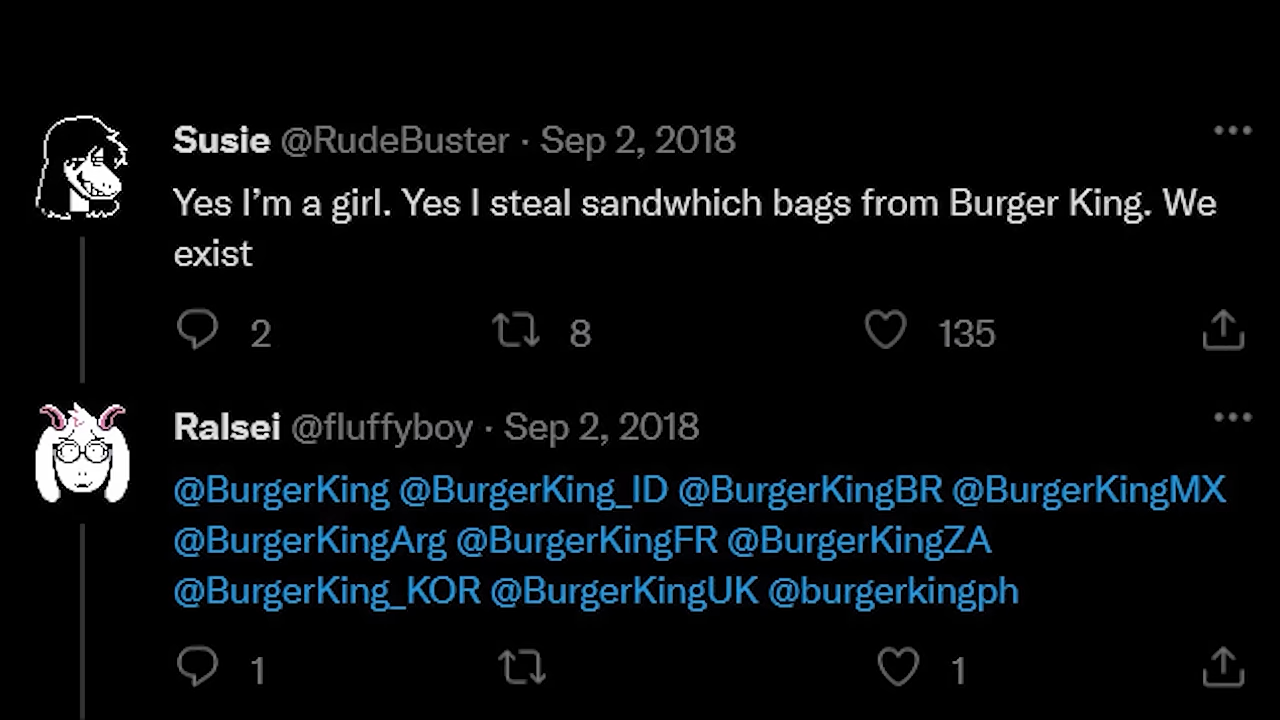 Susie @RudeBuster · Sep 2, 2018
Yes I’m a girl. Yes I steal sandwhich bags from Burger King. We
exist
2 8 135
Ralsei @fluffyboy · Sep 2, 2018
@BurgerKing @BurgerKing_ID @BurgerKingBR @BurgerKingMX
@BurgerKingArg @BurgerKingFR @BurgerKingZA
@BurgerKing_KOR @BurgerKingUK @burgerkingph
1 1